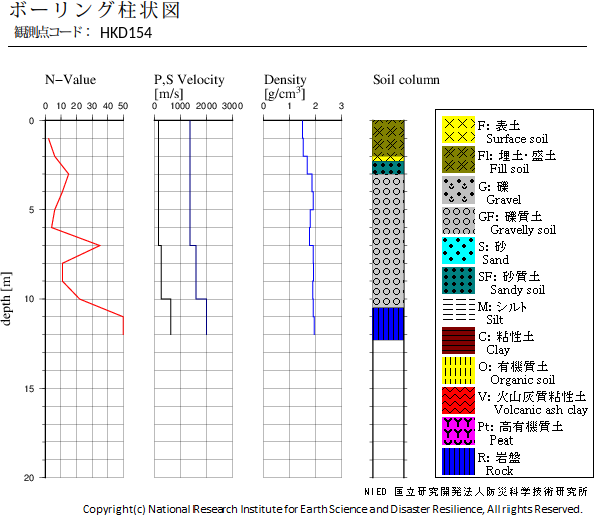 ボーリング柱状図
観測点コード： HKD154
N−Value
0 10 20 30 40 50
P,S Velocity
[m/s]
0 1000 2000 3000
Density
[g/cm³]
0 1 2 3
Soil column
depth [m]
0
5
10
15
20
F: 表土
Surface soil
Fl: 埋土・盛土
Fill soil
G: 礫
Gravel
GF: 礫質土
Gravelly soil
S: 砂
Sand
SF: 砂質土
Sandy soil
M: シルト
Silt
C: 粘性土
Clay
O: 有機質土
Organic soil
V: 火山灰質粘性土
Volcanic ash clay
Pt: 高有機質土
Peat
R: 岩盤
Rock
NIED 国立研究開発法人防災科学技術研究所
Copyright(c) National Research Institute for Earth Science and Disaster Resilience, All rights Reserved.